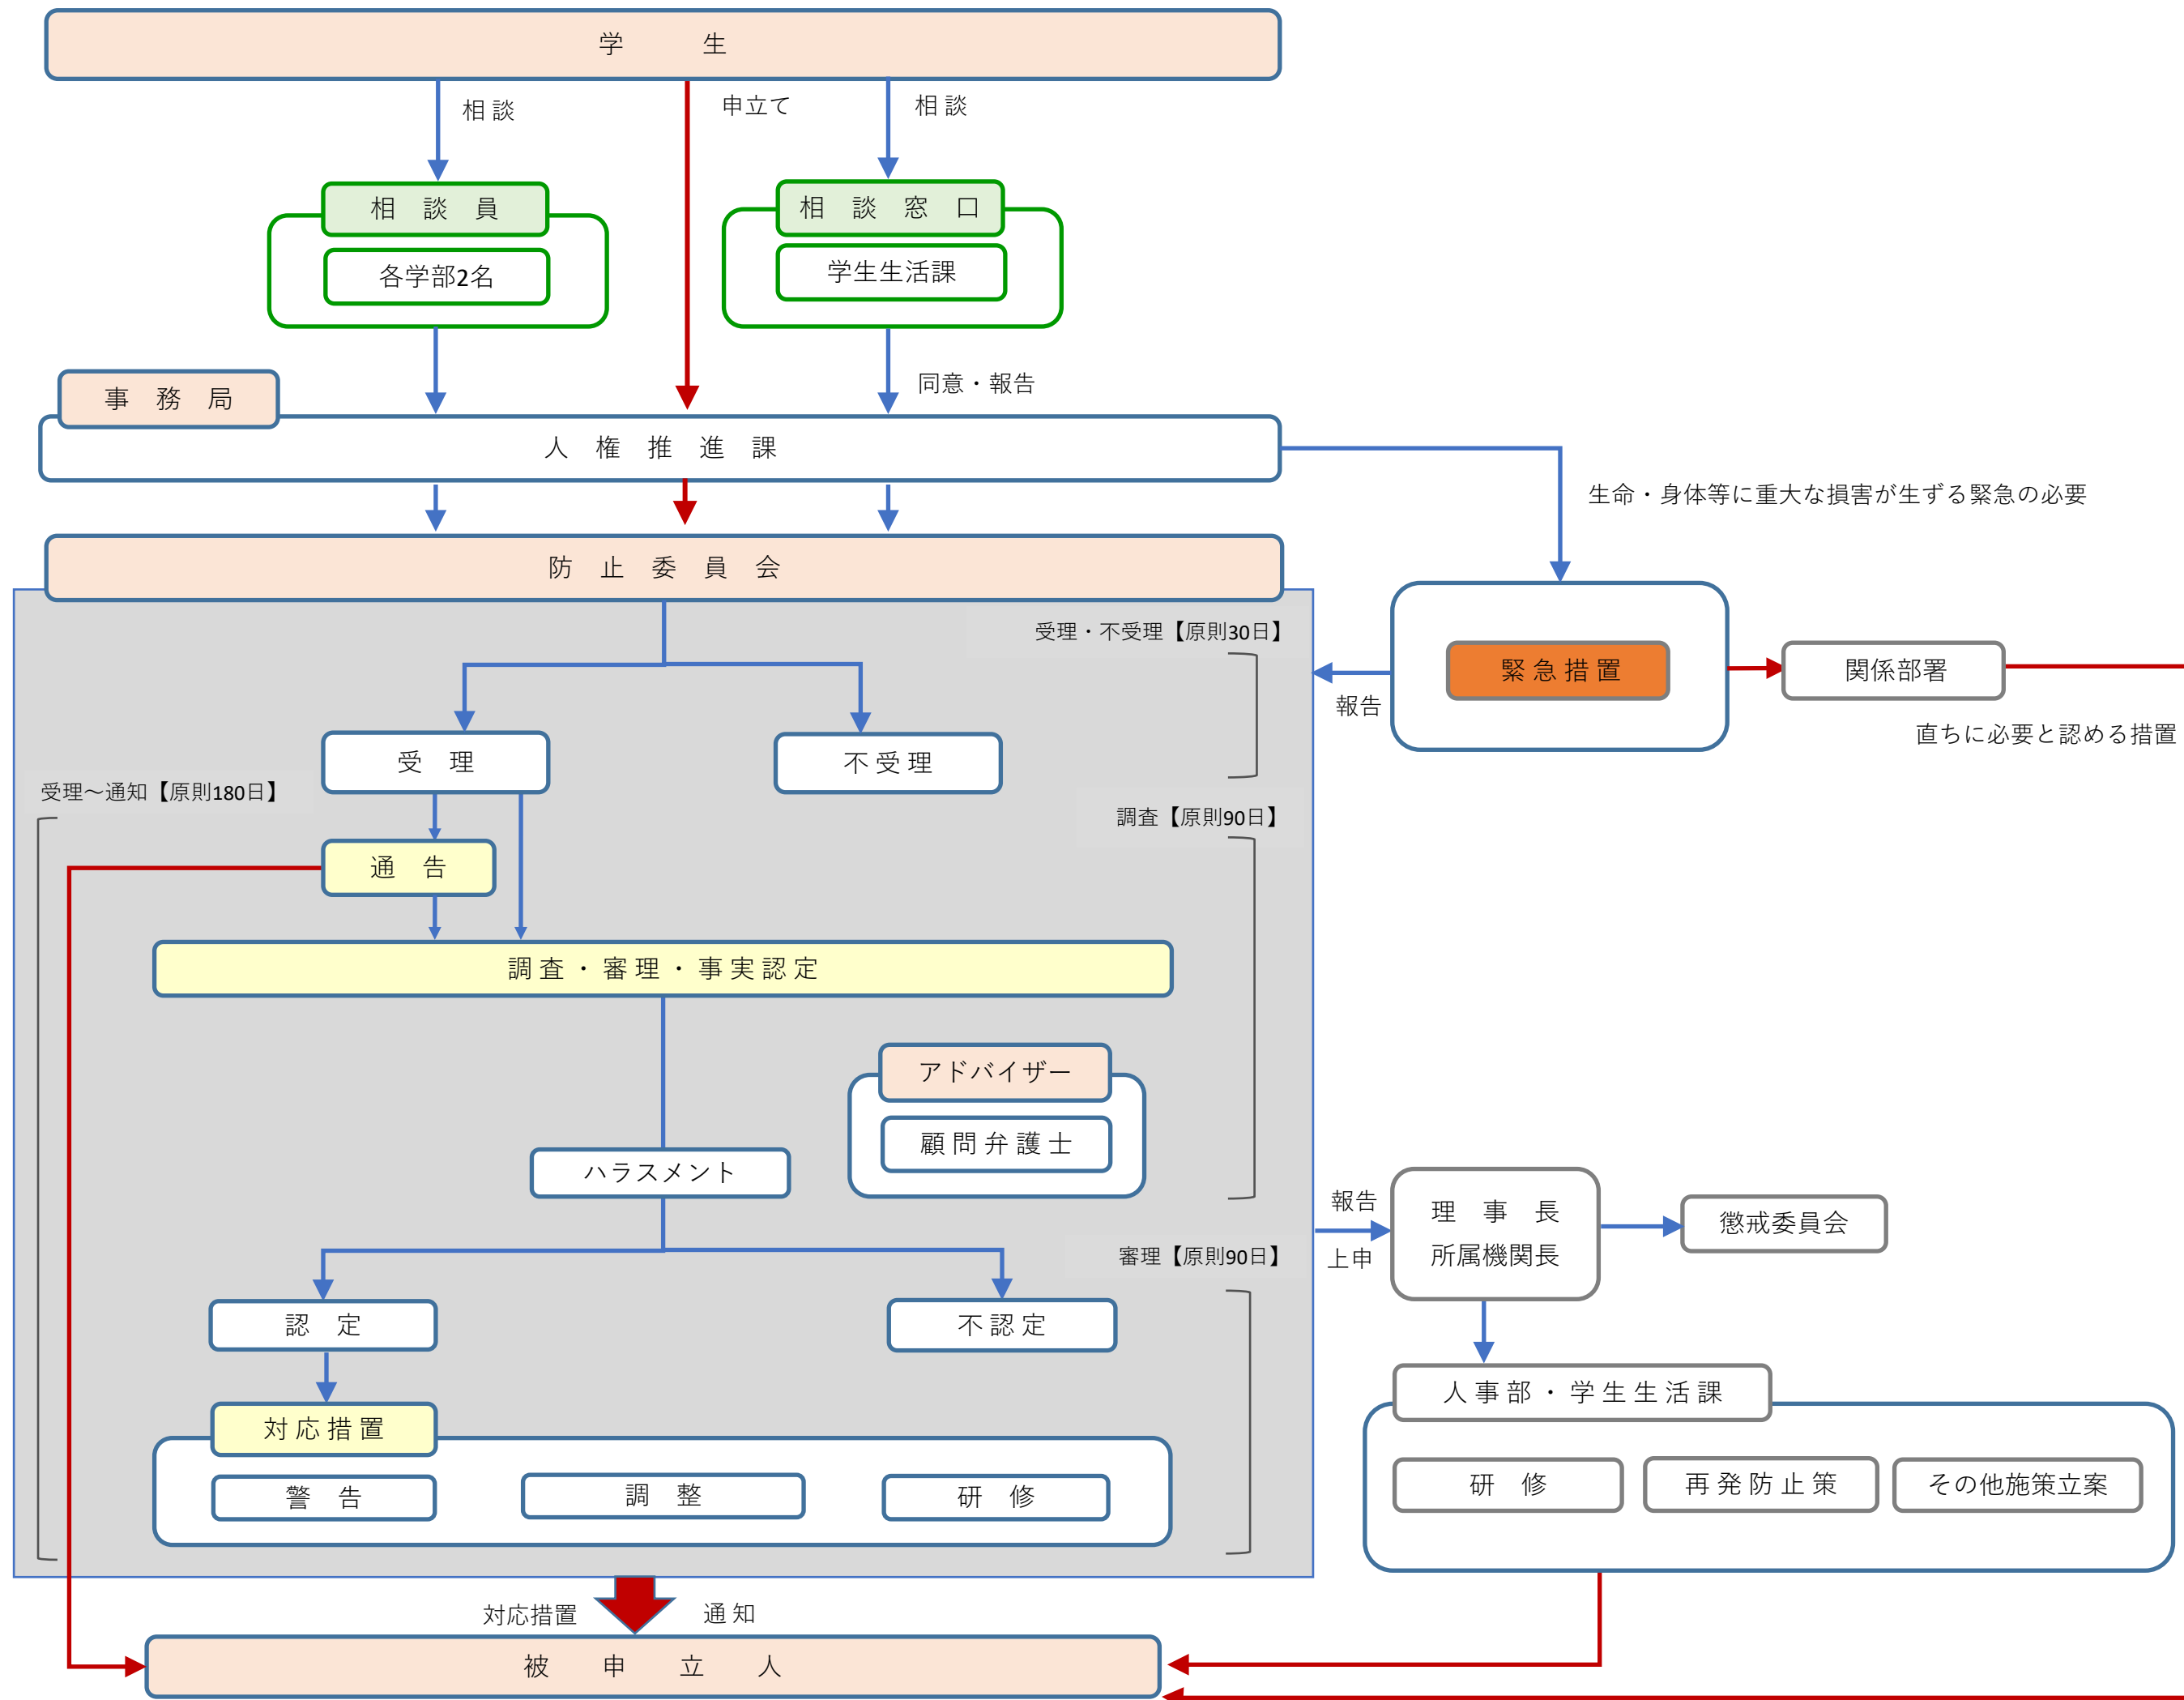 学 生
相 談
申立て
相 談
相 談 員
各学部2名
相 談 窓 口
学生生活課
同意・報告
事 務 局
人 権 推 進 課
生命・身体等に重大な損害が生ずる緊急の必要
防 止 委 員 会
受理・不受理【原則30日】
緊 急 措 置
関係部署
報告
直ちに必要と認める措置
受 理
不 受 理
受理～通知【原則180日】
調査【原則90日】
通 告
調 査 ・ 審 理 ・ 事 実 認 定
アドバイザー
顧 問 弁 護 士
ハラスメント
報告
上申
理 事 長
所属機関長
懲戒委員会
審理【原則90日】
認 定
不 認 定
対 応 措 置
警 告
調 整
研 修
人 事 部 ・ 学 生 生 活 課
研 修
再 発 防 止 策
その他施策立案
対応措置
通 知
被 申 立 人